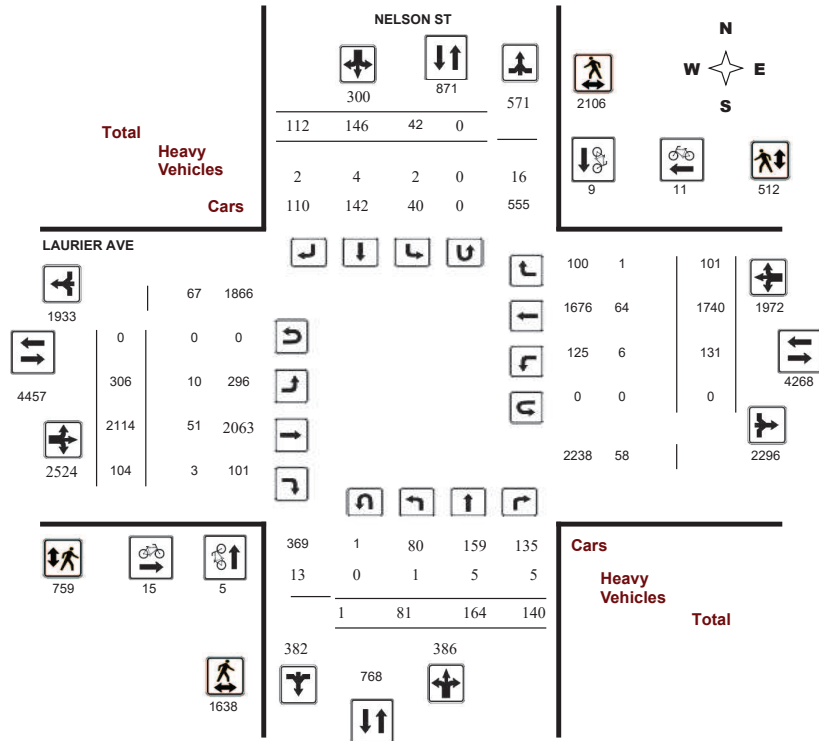 NELSON ST
N
W E
S
300
871
571
2106
Total
112 146 42 0
Heavy
Vehicles
2 4 2 0 16
Cars
110 142 40 0 555
9 11 512
LAURIER AVE
1933
67 1866
100 1 101
1676 64 1740 1972
0 0 0
4457
306 10 296
125 6 131
4268
2114 51 2063
0 0 0
2524
104 3 101
2238 58 2296
369 1 80 159 135
Cars
13 0 1 5 5
Heavy
Vehicles
759 15 5
1 81 164 140
Total
382 386
768
1638